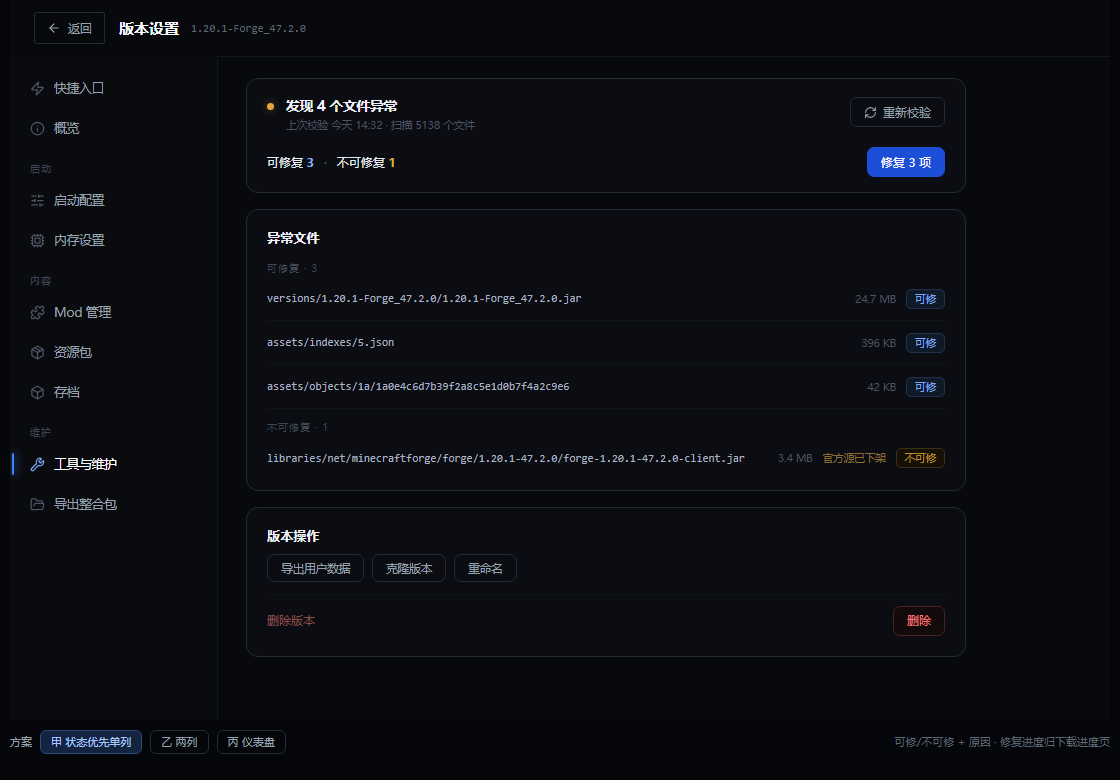 返回 版本设置 1.20.1-Forge_47.2.0
快捷入口
概览
启动
启动配置
内存设置
内容
Mod 管理
资源包
存档
维护
工具与维护
导出整合包
发现 4 个文件异常
上次校验 今天 14:32 · 扫描 5138 个文件
重新校验
可修复 3 · 不可修复 1
修复 3 项
异常文件
可修复 · 3
versions/1.20.1-Forge_47.2.0/1.20.1-Forge_47.2.0.jar 24.7 MB 可修
assets/indexes/5.json 396 KB 可修
assets/objects/1a/1a0e4c6d7b39f2a8c5e1d0b7f4a2c9e6 42 KB 可修
不可修复 · 1
libraries/net/minecraftforge/forge/1.20.1-47.2.0/forge-1.20.1-47.2.0-client.jar 3.4 MB 官方源已下架 不可修
版本操作
导出用户数据 克隆版本 重命名
删除版本 删除
方案 甲 状态优先单列 乙 两列 丙 仪表盘 可修/不可修 + 原因 · 修复进度归下载进度页